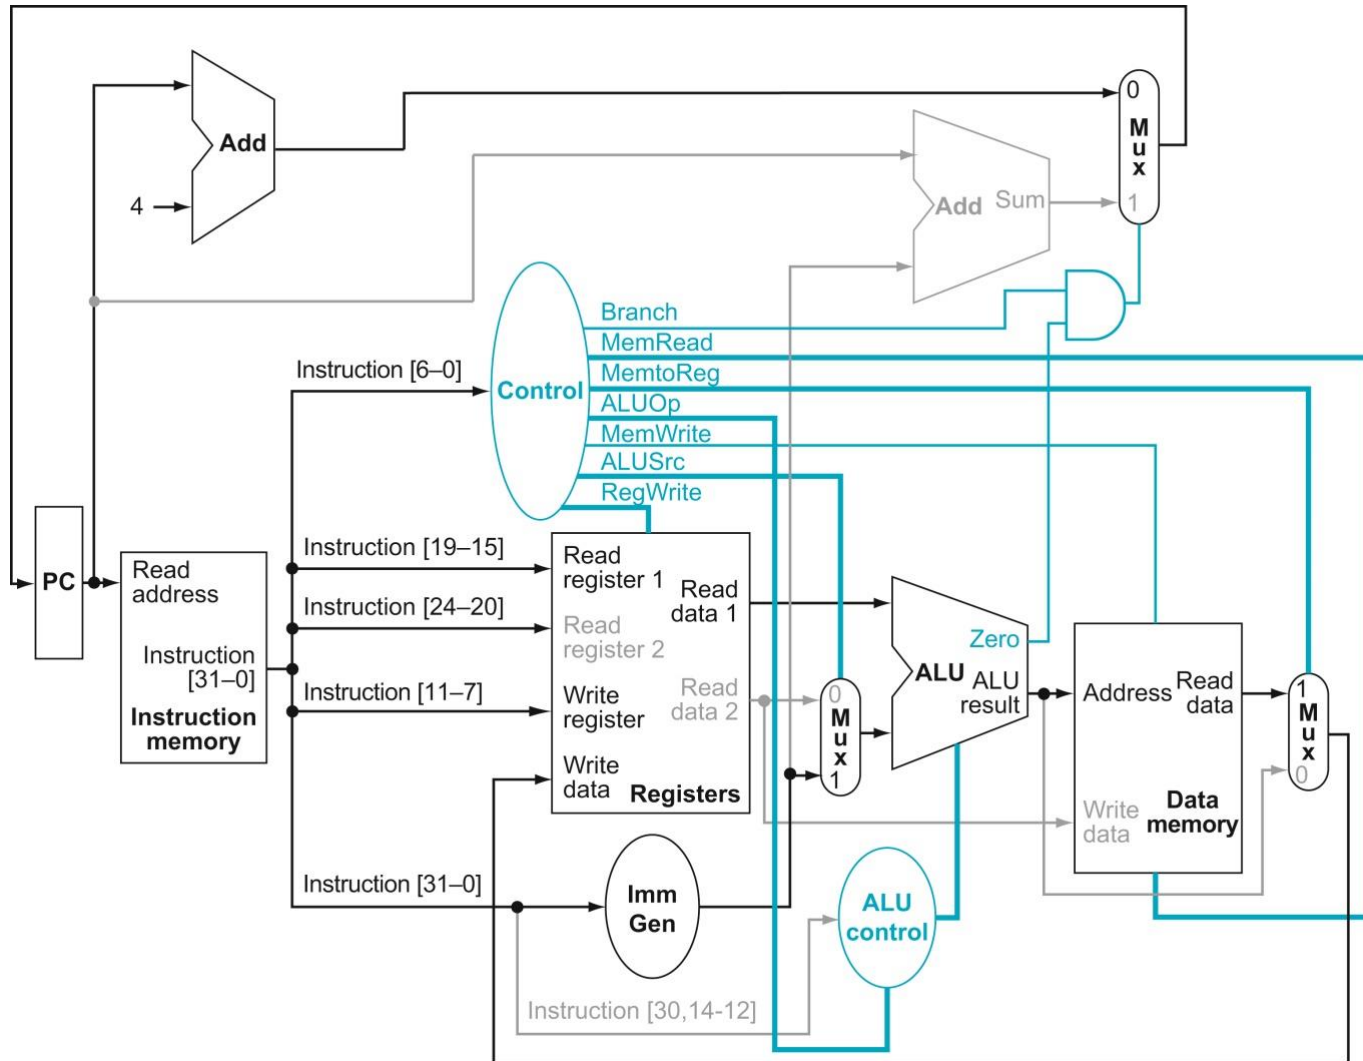 0
M
u
x
1
Add
4
Add Sum
Branch
MemRead
MemtoReg
ALUOp
MemWrite
ALUSrc
RegWrite
Control
Instruction [6–0]
Instruction [19–15]
Instruction [24–20]
Instruction [11–7]
Instruction [31–0]
PC
Read
address
Instruction
[31–0]
Instruction
memory
Read
register 1
Read
register 2
Write
register
Write
data
Read
data 1
Read
data 2
Registers
0
M
u
x
1
Zero
ALU
ALU
result
Address
Read
data
Write
data
Data
memory
1
M
u
x
0
Imm
Gen
ALU
control
Instruction [30,14-12]